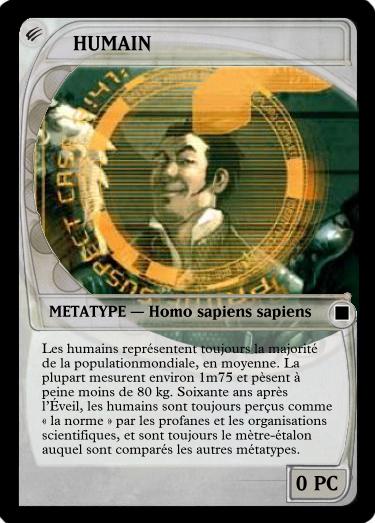 HUMAIN
SUSPECT CASE
METATYPE — Homo sapiens sapiens
Les humains représentent toujours la majorité
de la populationmondiale, en moyenne. La
plupart mesurent environ 1m75 et pèsent à
peine moins de 80 kg. Soixante ans après
l'Éveil, les humains sont toujours perçus comme
« la norme » par les profanes et les organisations
scientifiques, et sont toujours le mètre-étalon
auquel sont comparés les autres métatypes.
0 PC